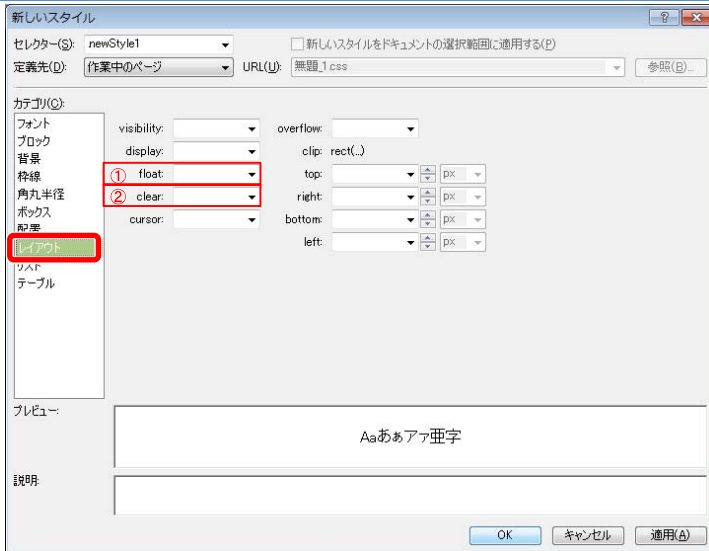 新しいスタイル
セレクター(S): newStyle1 新しいスタイルをドキュメントの選択範囲に適用する(P)
定義先(D): 作業中のページ URL(U): 無題_1.css 参照(B)...
カテゴリ(C):
フォント
ブロック
背景
枠線
角丸半径
ボックス
配置
レイアウト
リスト
テーブル
visibility: overflow:
display: clip: rect(...)
① float: top: px
② clear: right: px
cursor: bottom: px
left: px
プレビュー:
Aaあぁアァ亜字
説明:
OK キャンセル 適用(A)